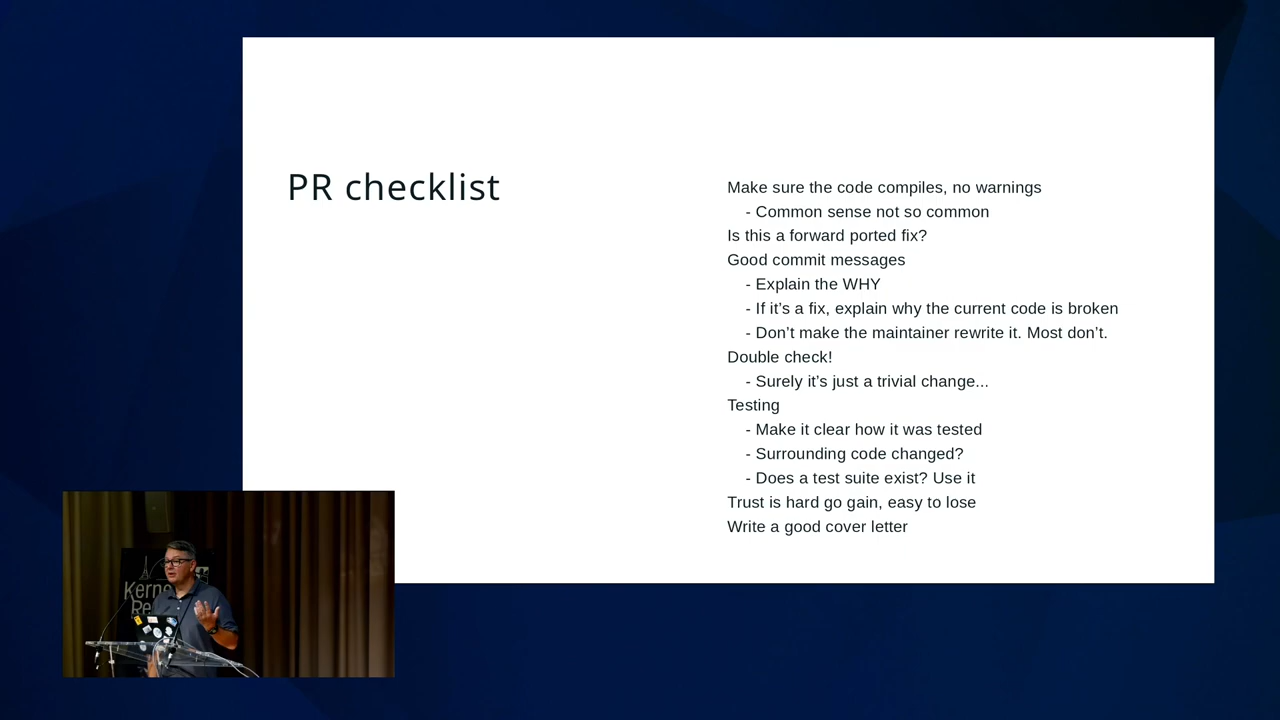 PR checklist
Make sure the code compiles, no warnings
- Common sense not so common
Is this a forward ported fix?
Good commit messages
- Explain the WHY
- If it’s a fix, explain why the current code is broken
- Don’t make the maintainer rewrite it. Most don’t.
Double check!
- Surely it’s just a trivial change...
Testing
- Make it clear how it was tested
- Surrounding code changed?
- Does a test suite exist? Use it
Trust is hard go gain, easy to lose
Write a good cover letter